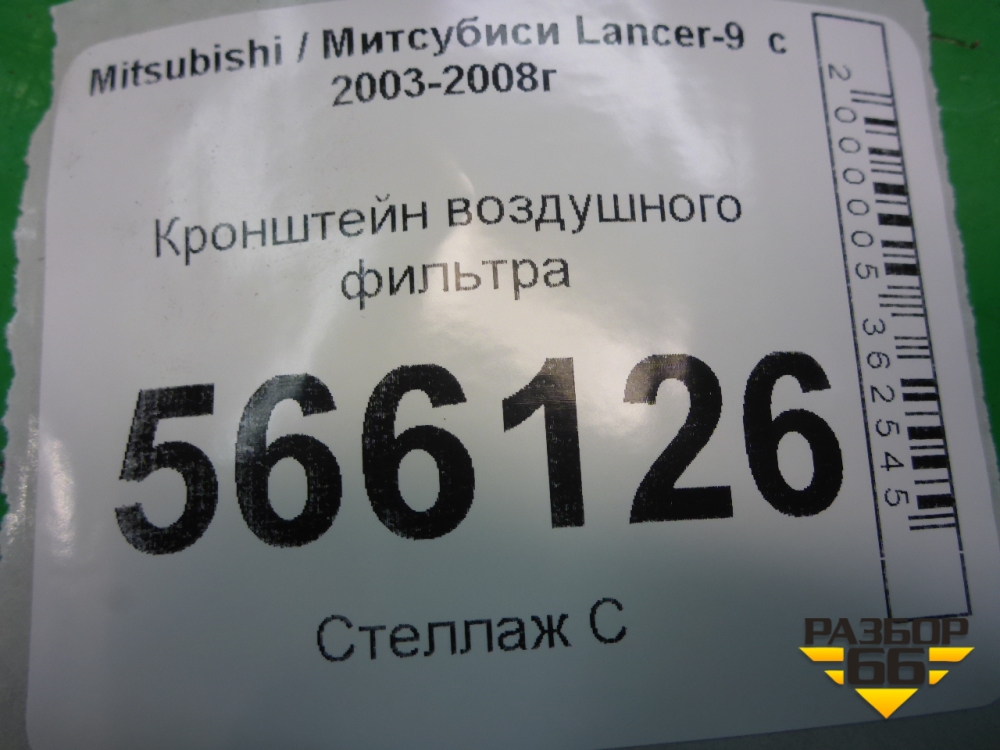 Mitsubishi / Митсубиси Lancer-9 с
2003-2008г
Кронштейн воздушного
фильтра
566126
Стеллаж С
2000005362545
РАЗБОР
66